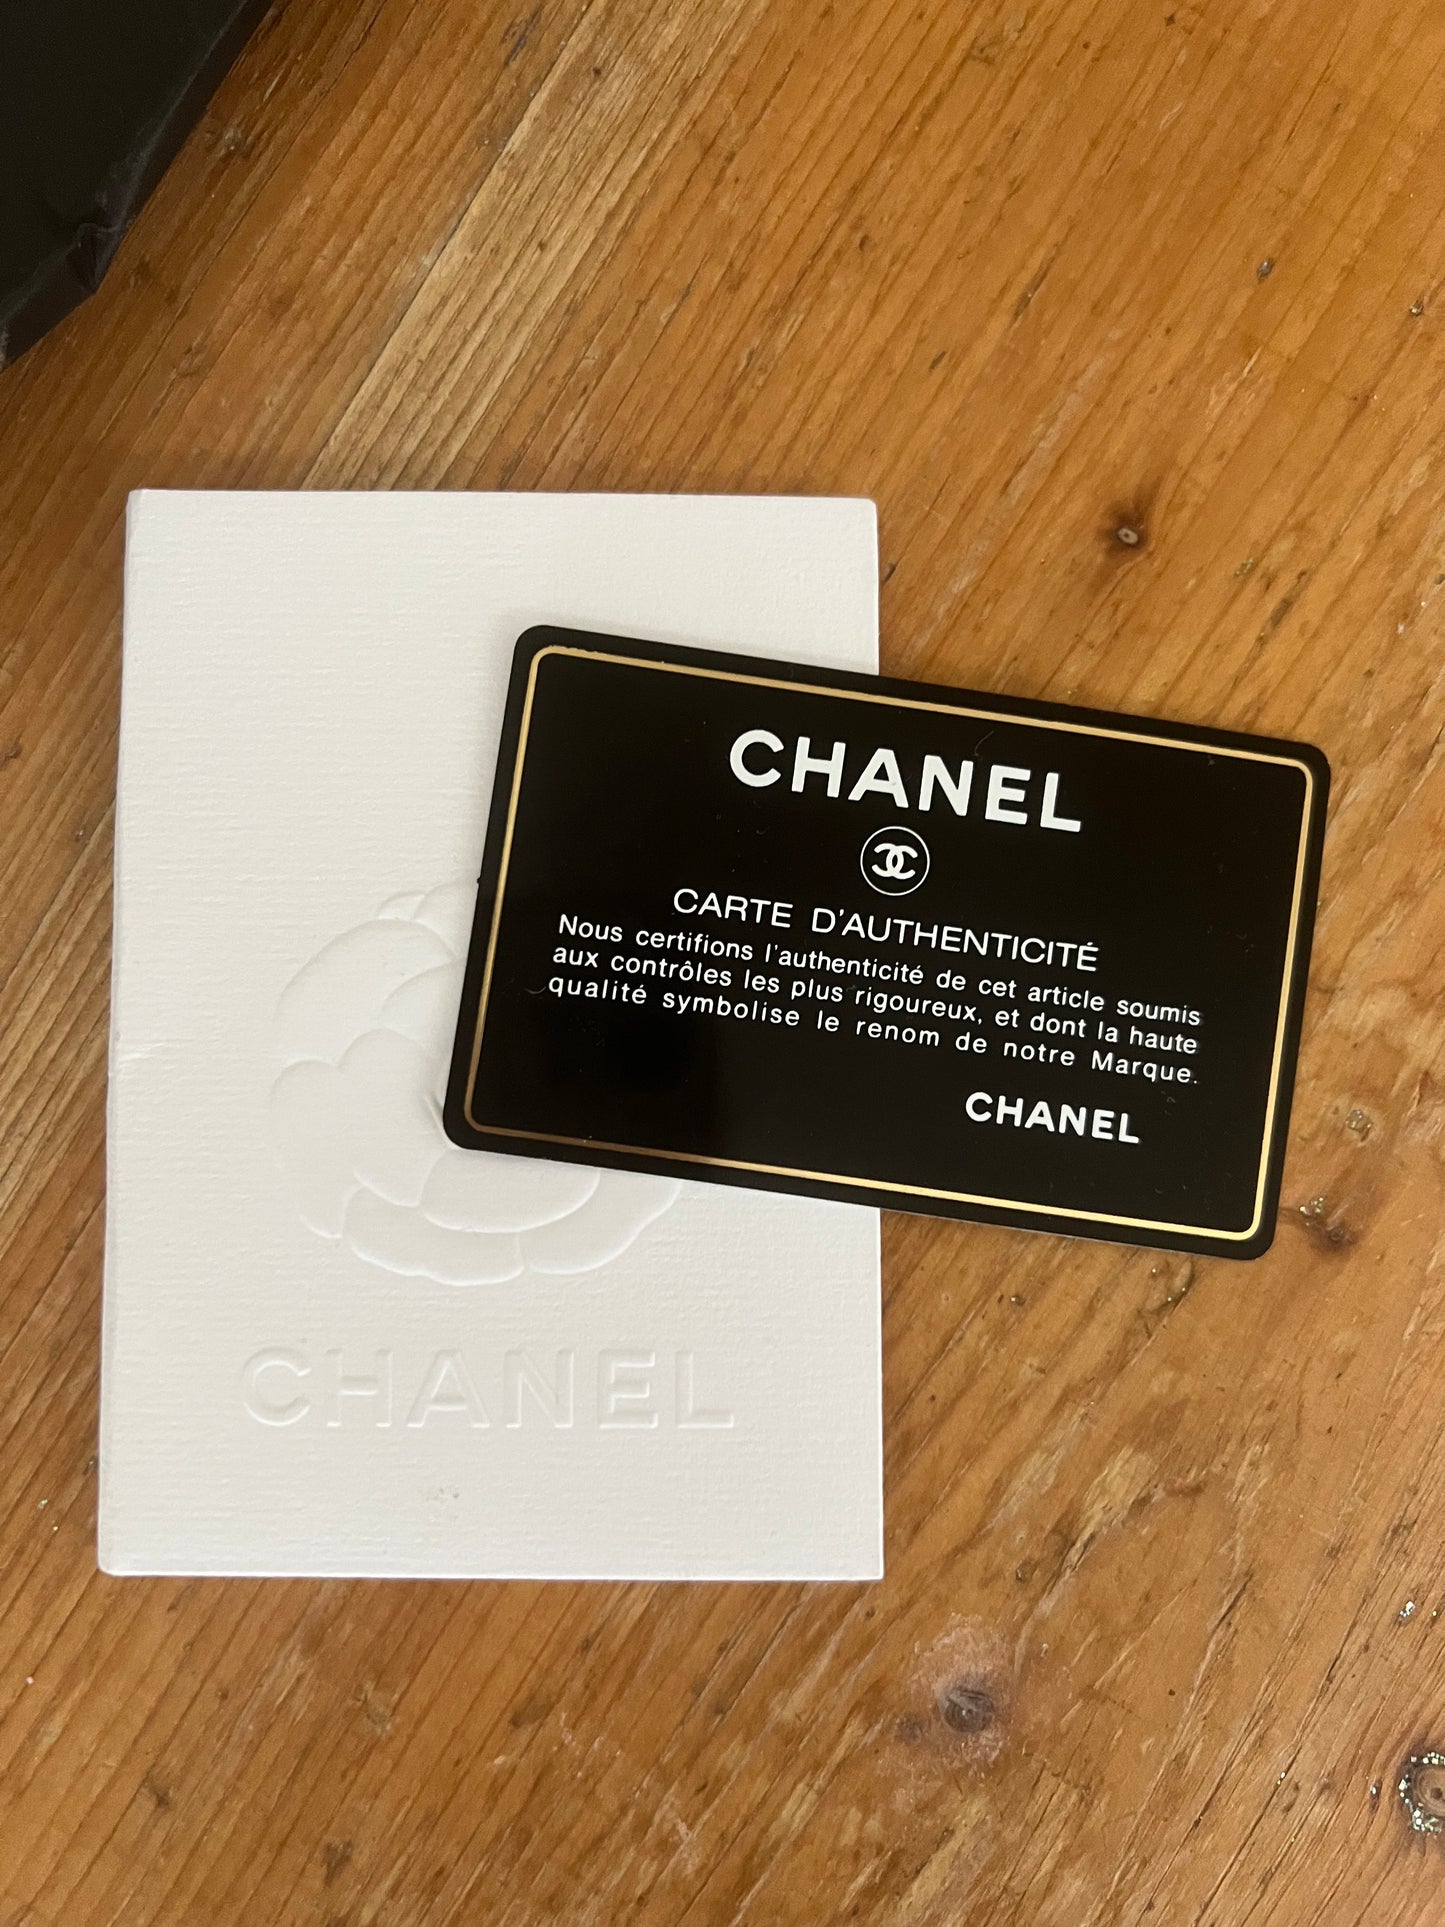 CHANEL
CARTE D'AUTHENTICITÉ
Nous certifions l'authenticité de cet article soumis
aux contrôles les plus rigoureux, et dont la haute
qualité symbolise le renom de notre Marque.
CHANEL
CHANEL